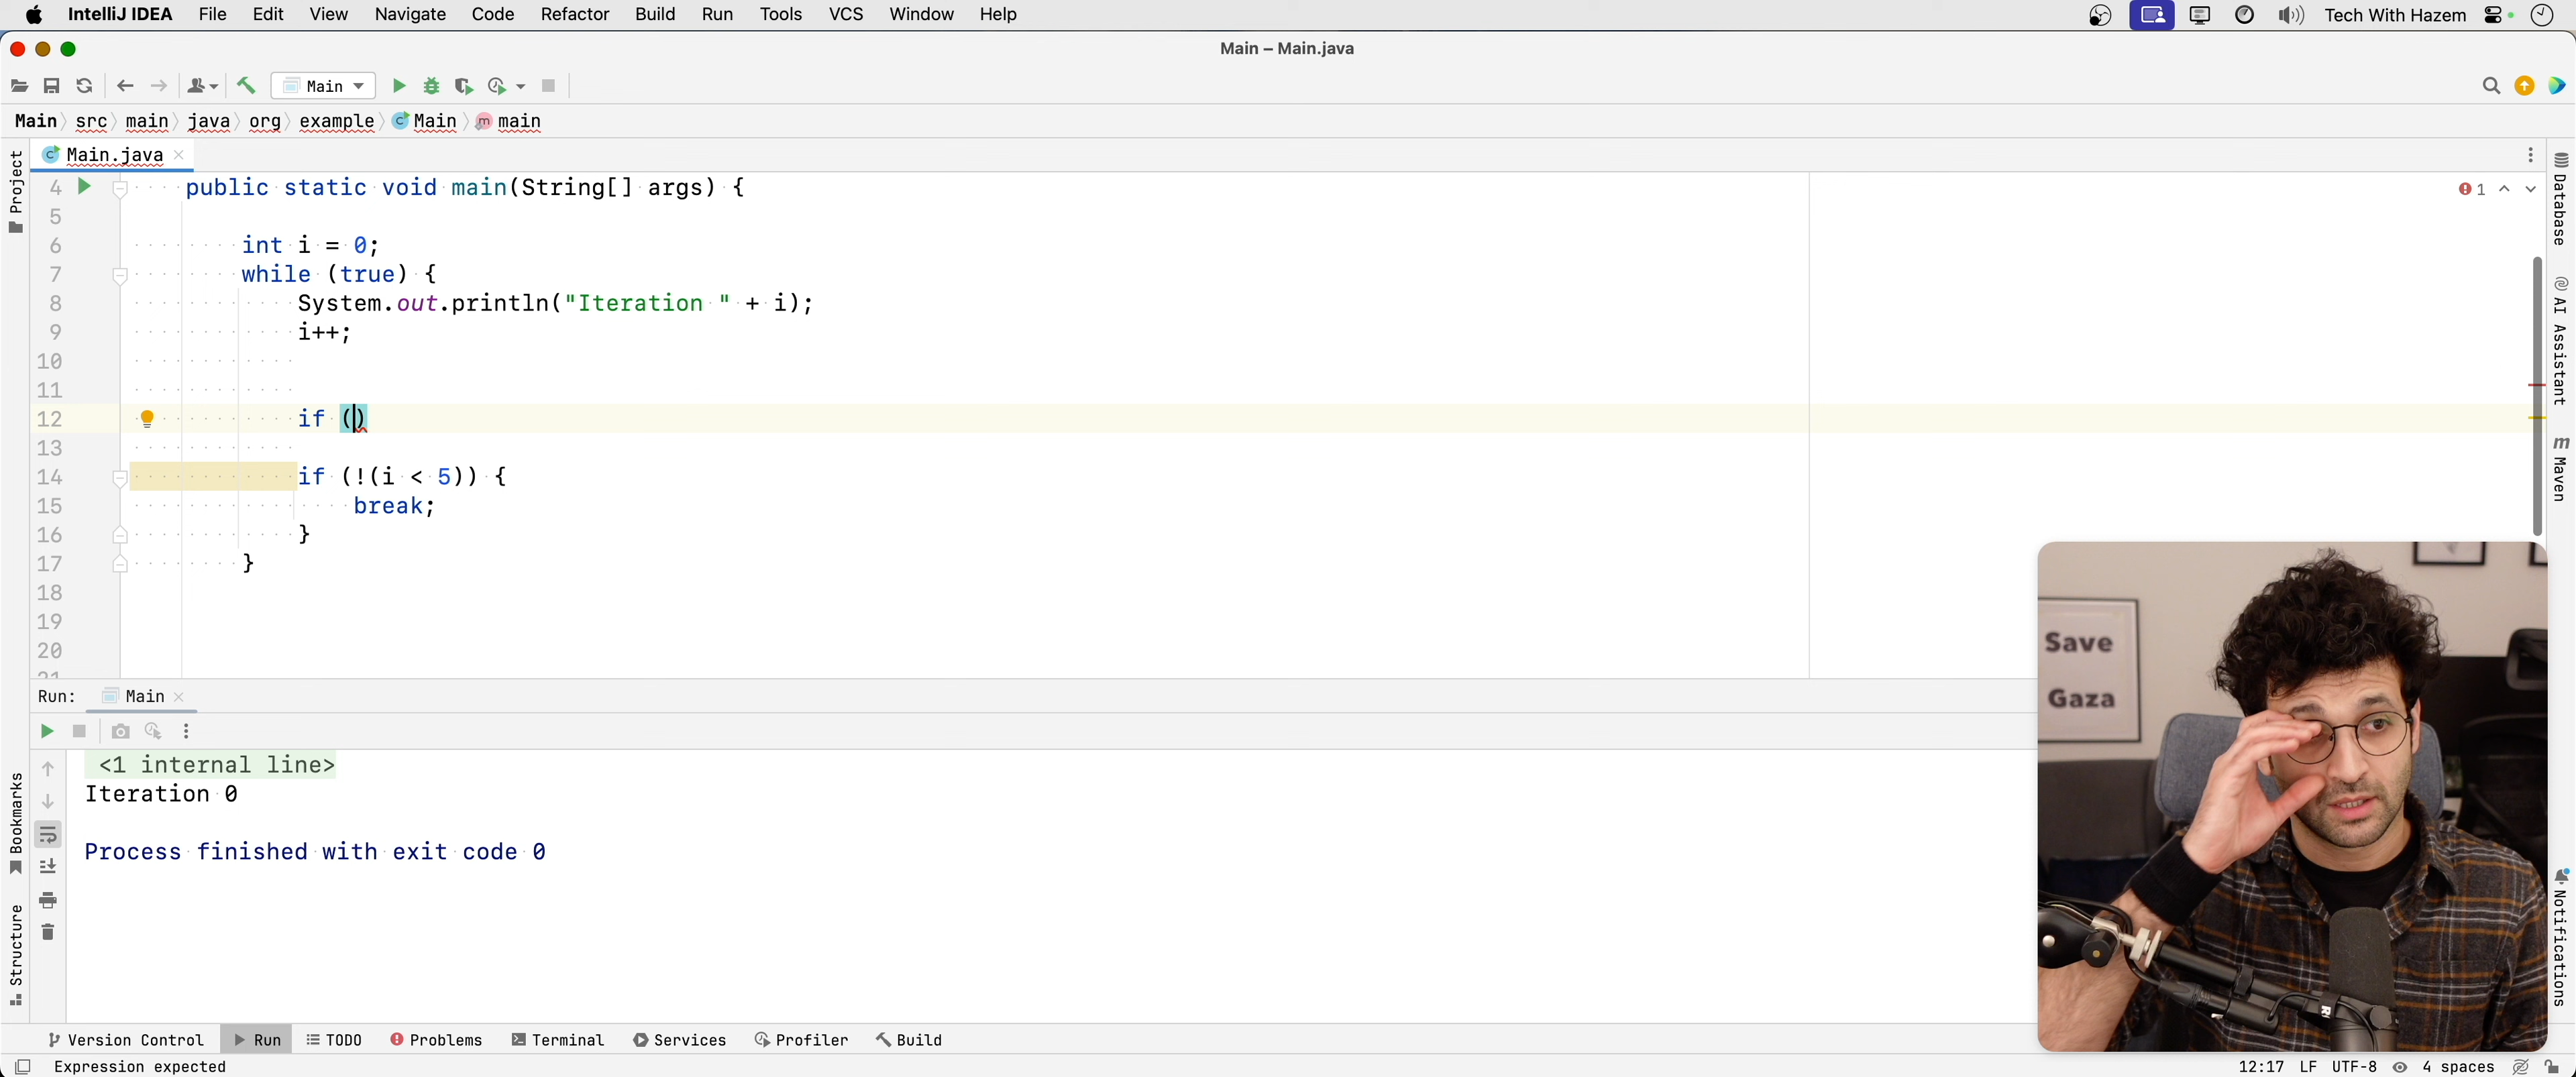 IntelliJ IDEA File Edit View Navigate Code Refactor Build Run Tools VCS Window Help Tech With Hazem
Main – Main.java
Main
Main src main java org example Main main
Project
Main.java
4 public static void main(String[] args) {
1
5
6 int i = 0;
7 while (true) {
8 System.out.println("Iteration " + i);
9 i++;
10
11
12 if ()
13
14 if (!(i < 5)) {
15 break;
16 }
17 }
18
19
20
21
Database
AI Assistant
Maven
Notifications
Save
Gaza
Run: Main
<1 internal line>
Iteration 0
Process finished with exit code 0
Bookmarks
Structure
Version Control Run TODO Problems Terminal Services Profiler Build
Expression expected 12:17 LF UTF-8 4 spaces